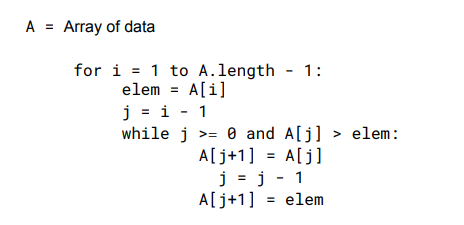 A = Array of data
for i = 1 to A.length - 1:
elem = A[i]
j = i - 1
while j >= 0 and A[j] > elem:
A[j+1] = A[j]
j = j - 1
A[j+1] = elem